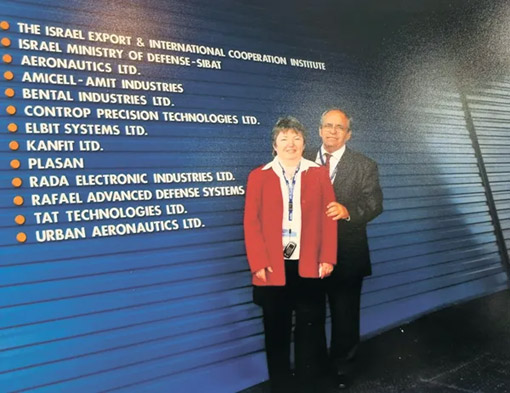 THE ISRAEL EXPORT & INTERNATIONAL COOPERATION INSTITUTE
ISRAEL MINISTRY OF DEFENSE-SIBAT
AERONAUTICS LTD.
AMICELL-AMIT INDUSTRIES
BENTAL INDUSTRIES LTD.
CONTROP PRECISION TECHNOLOGIES LTD.
ELBIT SYSTEMS LTD.
KANFIT LTD.
PLASAN
RADA ELECTRONIC INDUSTRIES LTD.
RAFAEL ADVANCED DEFENSE SYSTEMS
TAT TECHNOLOGIES LTD.
URBAN AERONAUTICS LTD.